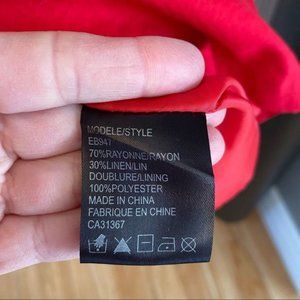 MODELE/STYLE
EB947
70%RAYONNE/RAYON
30%LINEN/LIN
DOUBLURE/LINING
100%POLYESTER
MADE IN CHINA
FABRIQUE EN CHINE
CA31367